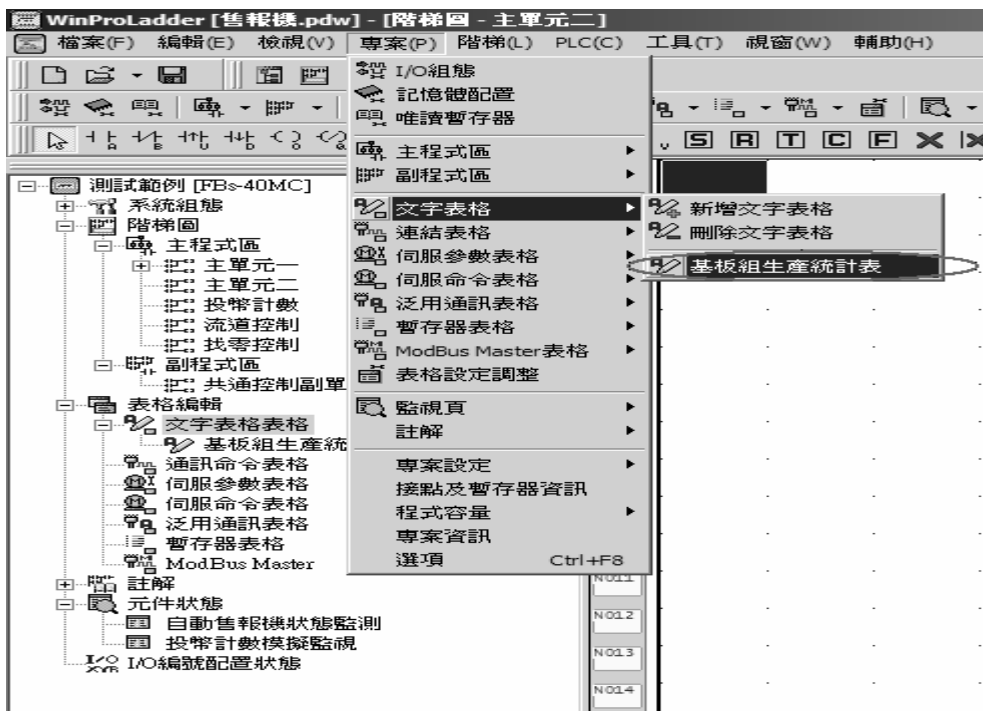 WinProLadder [售報機.pdw] - [階梯圖 - 主單元二]
檔案(F) 編輯(E) 檢視(V) 專案(P) 階梯(L) PLC(C) 工具(T) 視窗(W) 輔助(H)
S R T C F
I/O組態
記憶體配置
唯讀暫存器
主程式區
副程式區
文字表格
連結表格
伺服參數表格
伺服命令表格
泛用通訊表格
暫存器表格
ModBus Master表格
表格設定調整
監視頁
註解
專案設定
接點及暫存器資訊
程式容量
專案資訊
選項 Ctrl+F8
新增文字表格
刪除文字表格
基板組生產統計表
測試範例 [FBs-40MC]
系統組態
階梯圖
主程式區
主單元一
主單元二
投幣計數
流道控制
找零控制
副程式區
共通控制副單
表格編輯
文字表格表格
基板組生產統
通訊命令表格
伺服參數表格
伺服命令表格
泛用通訊表格
暫存器表格
ModBus Master
註解
元件狀態
自動售報機狀態監測
投幣計數模擬監視
I/O編號配置狀態
N011
N012
N013
N014